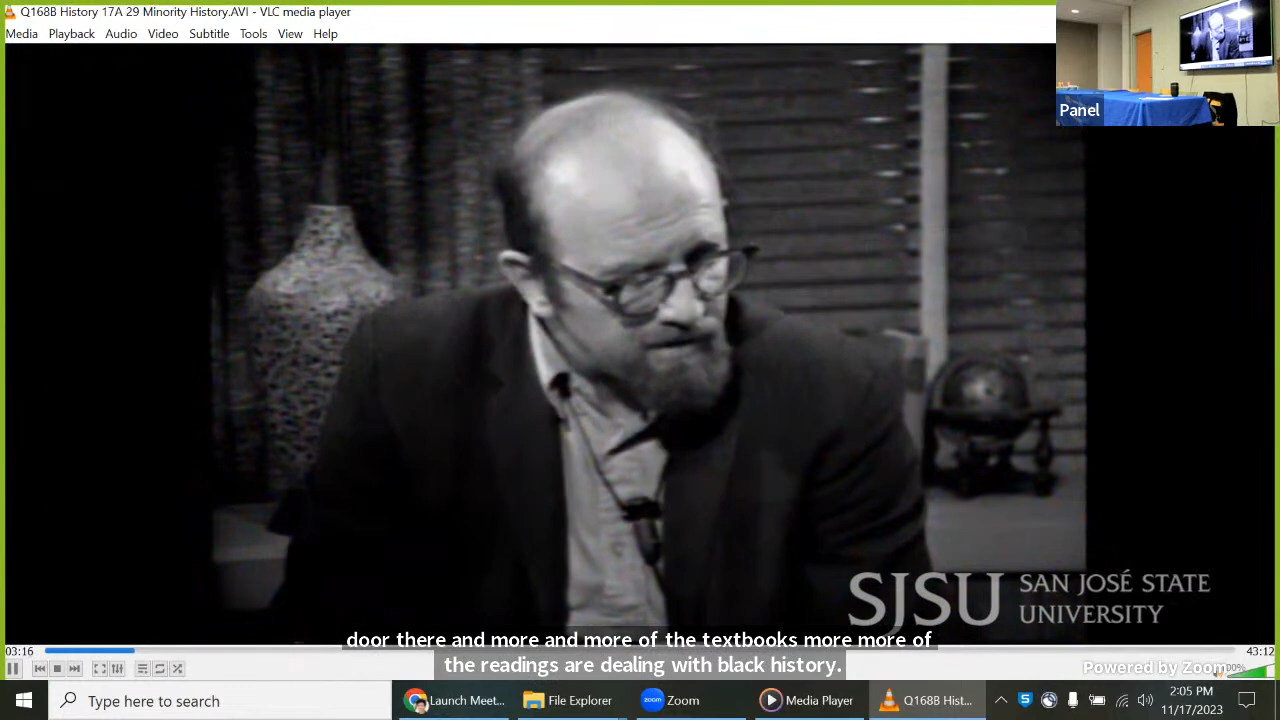 Q168B History 17A 29 Minority History.AVI - VLC media player
Media Playback Audio Video Subtitle Tools View Help
Panel
SJSU SAN JOSÉ STATE
UNIVERSITY
door there and more and more of the textbooks more more of
the readings are dealing with black history.
03:16
43:12
Powered by Zoom
Type here to search
Launch Meet...
File Explorer
Zoom
Media Player
Q168B Hist...
2:05 PM
11/17/2023